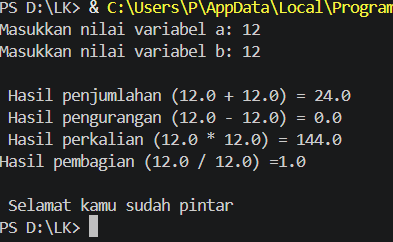 PS D:\LK> & C:\Users\P\AppData\Local\Program
Masukkan nilai variabel a: 12
Masukkan nilai variabel b: 12
Hasil penjumlahan (12.0 + 12.0) = 24.0
Hasil pengurangan (12.0 - 12.0) = 0.0
Hasil perkalian (12.0 * 12.0) = 144.0
Hasil pembagian (12.0 / 12.0) =1.0
Selamat kamu sudah pintar
PS D:\LK>